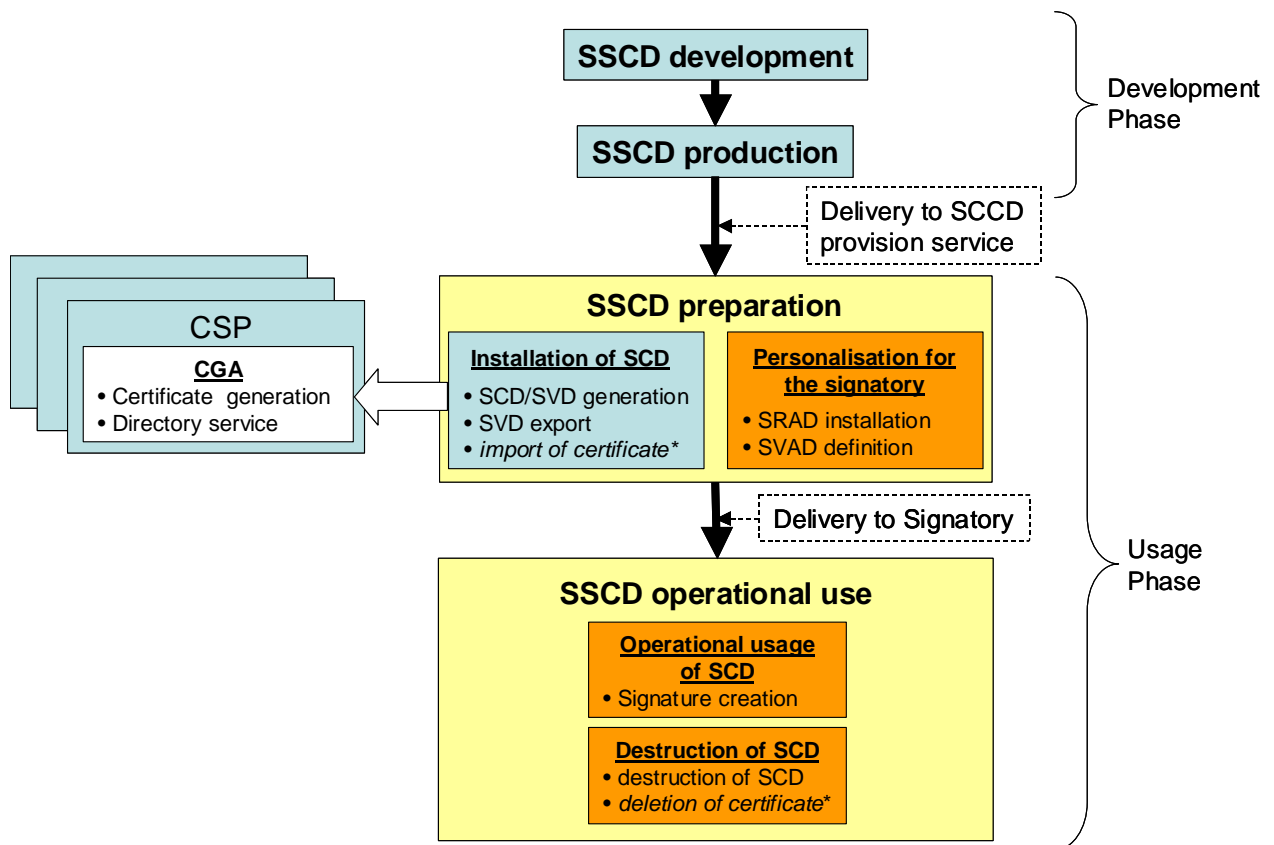 SSCD development
Development
Phase
SSCD production
Delivery to SCCD
provision service
SSCD preparation
CSP
CGA
• Certificate generation
• Directory service
Installation of SCD
• SCD/SVD generation
• SVD export
• import of certificate*
Personalisation for
the signatory
• SRAD installation
• SVAD definition
Delivery to Signatory
Usage
Phase
SSCD operational use
Operational usage
of SCD
• Signature creation
Destruction of SCD
• destruction of SCD
• deletion of certificate*